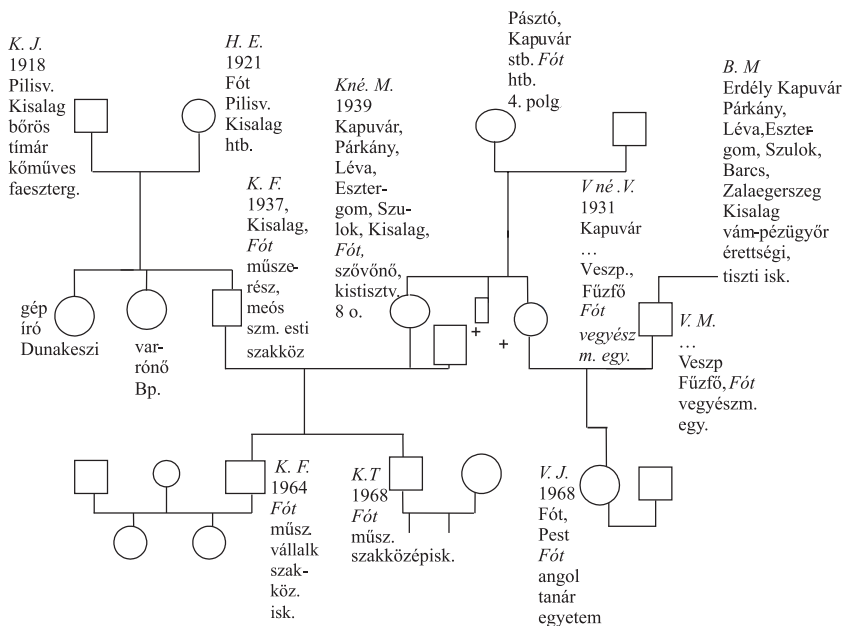 K. J.
1918
Pilisv.
Kisalag
bőrös
tímár
kőműves
faeszterg.
H. E.
1921
Fót
Pilisv.
Kisalag
htb.
Kné. M.
1939
Kapuvár,
Párkány,
Léva,
Eszter-
gom, Szu-
lok, Kisalag,
Fót,
szővőnő,
kistisztv,
8 o.
Pásztó,
Kapuvár
stb. Fót
htb.
4. polg.
B. M
Erdély Kapuvár
Párkány,
Léva,Eszter-
gom, Szulok,
Barcs,
Zalaegerszeg
Kisalag
vám-pézügyőr
érettségi,
tiszti isk.
K. F.
1937,
Kisalag,
Fót
műsze-
rész,
meós
szm. esti
szakköz
V né .V.
1931
Kapuvár
...
Veszp.,
Fűzfő
Fót
vegyész
m. egy.
gép
író
Dunakeszi
var-
rónő
Bp.
+
+
V. M.
...
Veszp
Fűzfő, Fót
vegyészm.
egy.
K. F.
1964
Fót
műsz.
vállalk
szak-
köz.
isk.
K.T
1968
Fót
műsz.
szakközépisk.
V. J.
1968
Fót,
Pest
Fót
angol
tanár
egyetem